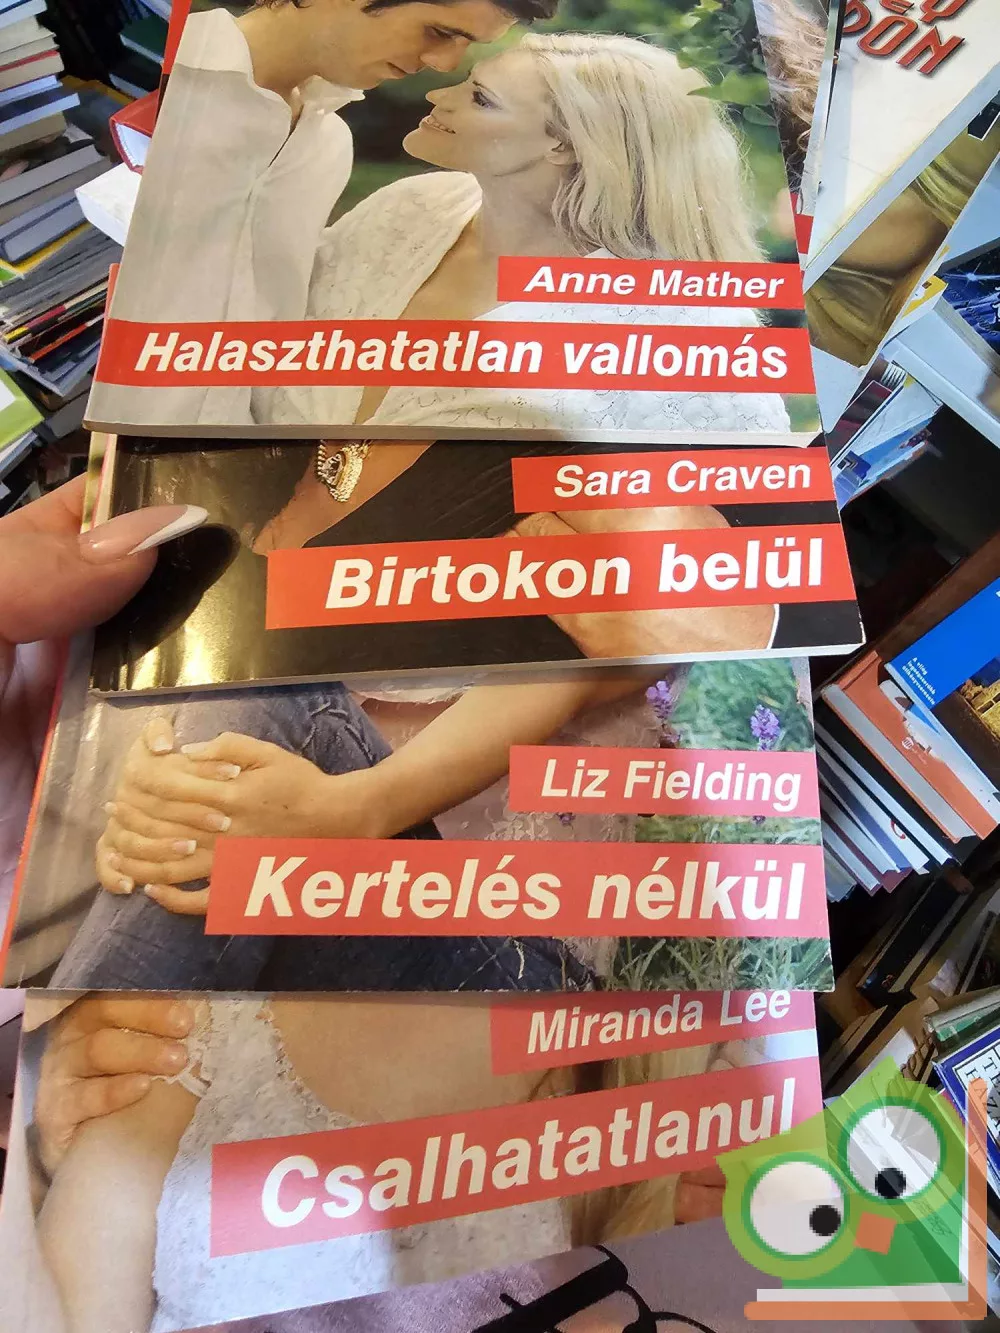 Anne Mather
Halaszthatatlan vallomás
Sara Craven
Birtokon belül
Liz Fielding
Kertelés nélkül
Miranda Lee
Csalhatatlanul